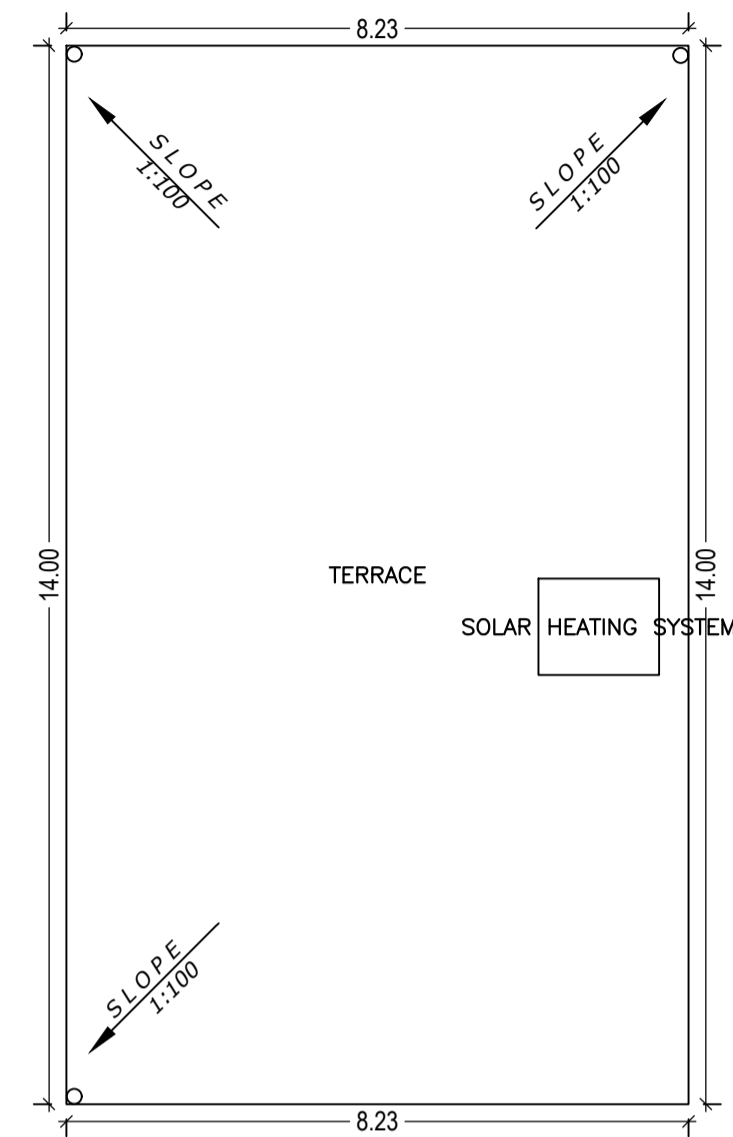 8.23
SLOPE
1:100
SLOPE
1:100
14.00
14.00
TERRACE
SOLAR HEATING SYSTEM
SLOPE
1:100
8.23